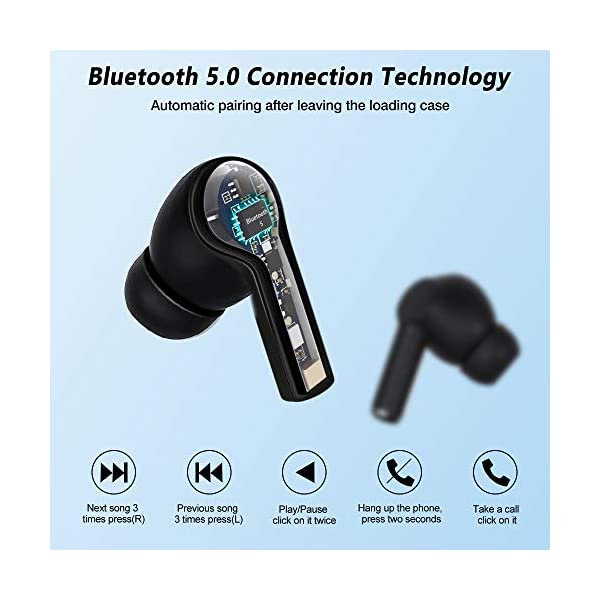 Bluetooth 5.0 Connection Technology
Automatic pairing after leaving the loading case
Bluetooth
5
Next song 3
times press(R)
Previous song
3 times press(L)
Play/Pause
click on it twice
Hang up the phone,
press two seconds
Take a call
click on it